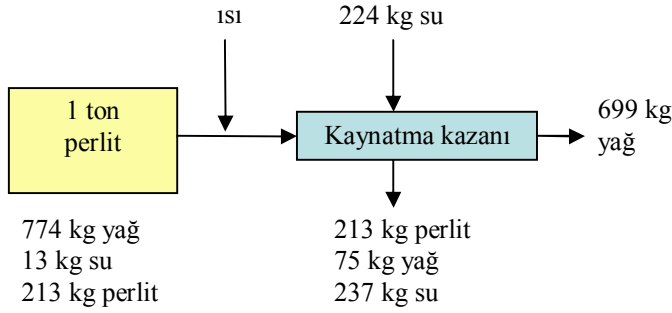 ısı
224 kg su
1 ton
perlit
Kaynatma kazanı
699 kg
yağ
774 kg yağ
13 kg su
213 kg perlit
213 kg perlit
75 kg yağ
237 kg su